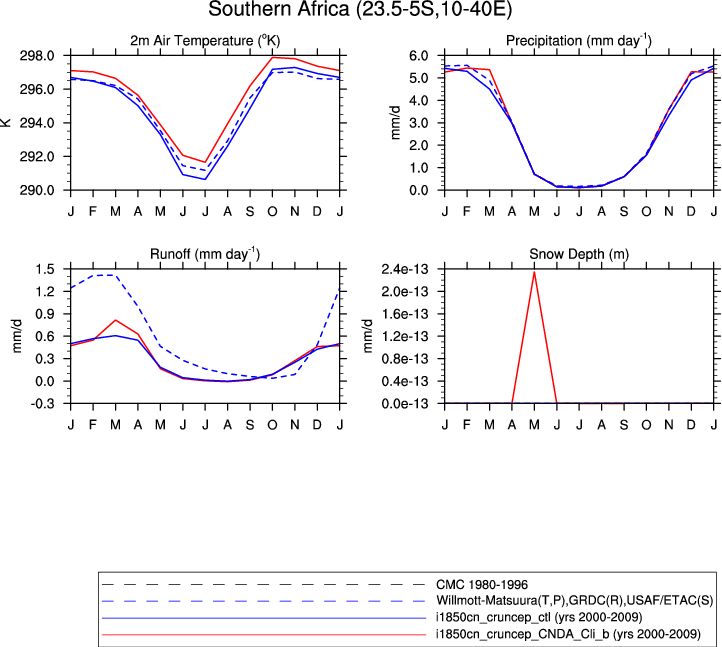 Southern Africa (23.5-5S,10-40E)
2m Air Temperature (°K)
Precipitation (mm day⁻¹)
298.0
296.0
294.0
292.0
290.0
K
J F M A M J J A S O N D J
6.0
5.0
4.0
3.0
2.0
1.0
0.0
mm/d
J F M A M J J A S O N D J
Runoff (mm day⁻¹)
Snow Depth (m)
1.5
1.2
0.9
0.6
0.3
0.0
-0.3
mm/d
J F M A M J J A S O N D J
2.4e-13
2.0e-13
1.6e-13
1.2e-13
8.0e-13
0.4e-13
0.0e-13
mm/d
J F M A M J J A S O N D J
CMC 1980-1996
Willmott-Matsuura(T,P),GRDC(R),USAF/ETAC(S)
i1850cn_cruncep_ctl (yrs 2000-2009)
i1850cn_cruncep_CNDA_Cli_b (yrs 2000-2009)